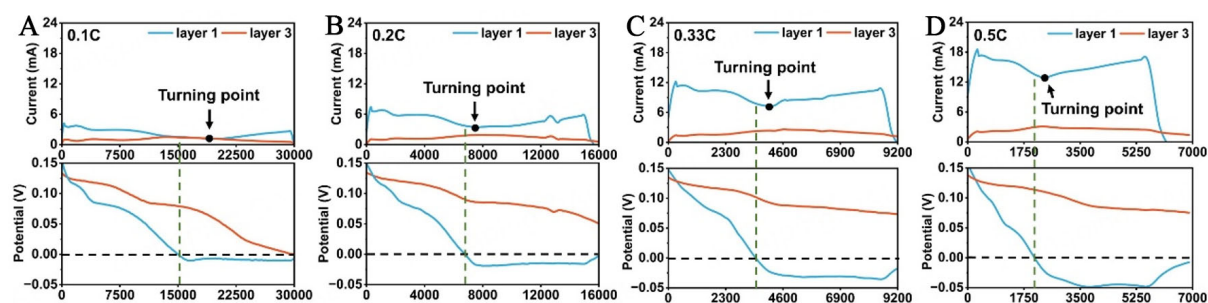 A
0.1C
layer 1
layer 3
Turning point
Current (mA)
24
18
12
6
0
0 7500 15000 22500 30000
Potential (V)
0.15
0.10
0.05
0.00
−0.05
0 7500 15000 22500 30000
B
0.2C
layer 1
layer 3
Turning point
Current (mA)
24
18
12
6
0
0 4000 8000 12000 16000
Potential (V)
0.15
0.10
0.05
0.00
−0.05
0 4000 8000 12000 16000
C
0.33C
layer 1
layer 3
Turning point
Current (mA)
24
18
12
6
0
0 2300 4600 6900 9200
Potential (V)
0.15
0.10
0.05
0.00
−0.05
0 2300 4600 6900 9200
D
0.5C
layer 1
layer 3
Turning point
Current (mA)
24
18
12
6
0
0 1750 3500 5250 7000
Potential (V)
0.15
0.10
0.05
0.00
−0.05
0 1750 3500 5250 7000